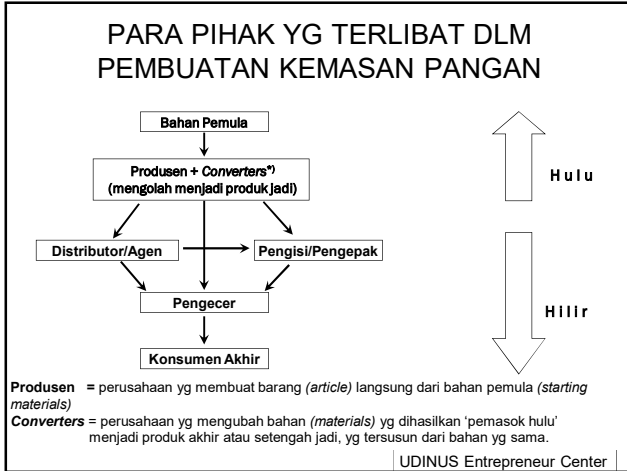 PARA PIHAK YG TERLIBAT DLM
PEMBUATAN KEMASAN PANGAN
Bahan Pemula
Produsen + Converters*)
(mengolah menjadi produk jadi)
Hulu
Distributor/Agen
Pengisi/Pengepak
Pengecer
Hilir
Konsumen Akhir
Produsen = perusahaan yg membuat barang (article) langsung dari bahan pemula (starting
materials)
Converters = perusahaan yg mengubah bahan (materials) yg dihasilkan ‘pemasok hulu’
menjadi produk akhir atau setengah jadi, yg tersusun dari bahan yg sama.
UDINUS Entrepreneur Center